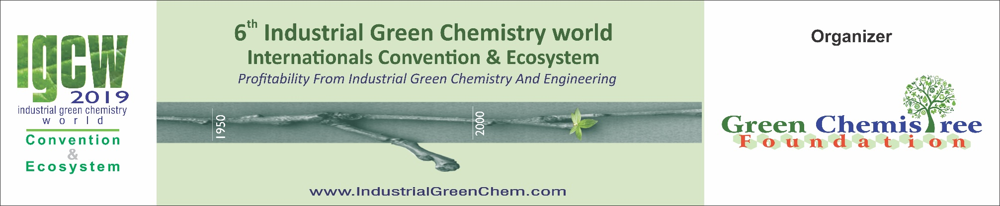 igcw
2019
industrial green chemistry
world
Convention
&
Ecosystem
6th Industrial Green Chemistry world
Internationals Convention & Ecosystem
Profitability From Industrial Green Chemistry And Engineering
1950
2000
www.IndustrialGreenChem.com
Organizer
Green ChemisTree
Foundation